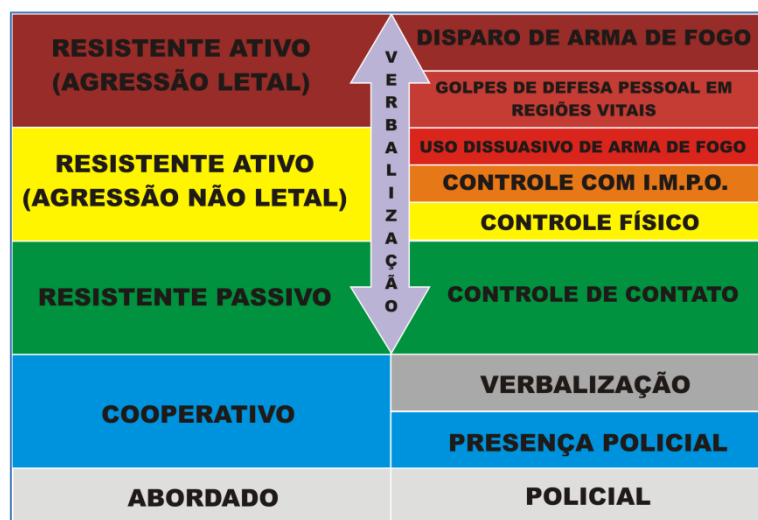 RESISTENTE ATIVO
(AGRESSÃO LETAL)
DISPARO DE ARMA DE FOGO
GOLPES DE DEFESA PESSOAL EM
REGIÕES VITAIS
VERBALIZAÇÃO
RESISTENTE ATIVO
(AGRESSÃO NÃO LETAL)
USO DISSUASIVO DE ARMA DE FOGO
CONTROLE COM I.M.P.O.
CONTROLE FÍSICO
RESISTENTE PASSIVO
CONTROLE DE CONTATO
COOPERATIVO
VERBALIZAÇÃO
PRESENÇA POLICIAL
ABORDADO
POLICIAL